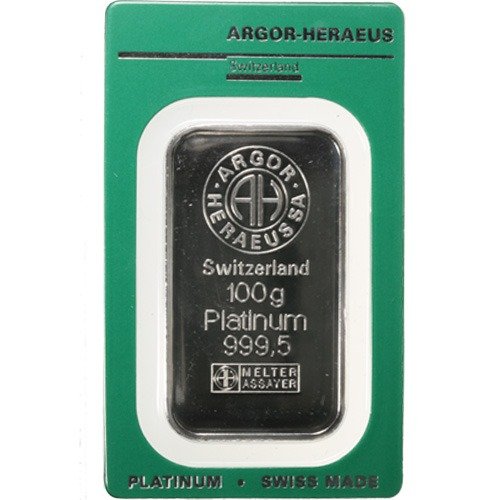 ARGOR-HERAEUS
Switzerland
· ARGOR · HERAEUS SA
AH
Switzerland
100g
Platinum
999,5
MELTER
ASSAYER
PLATINUM · SWISS MADE